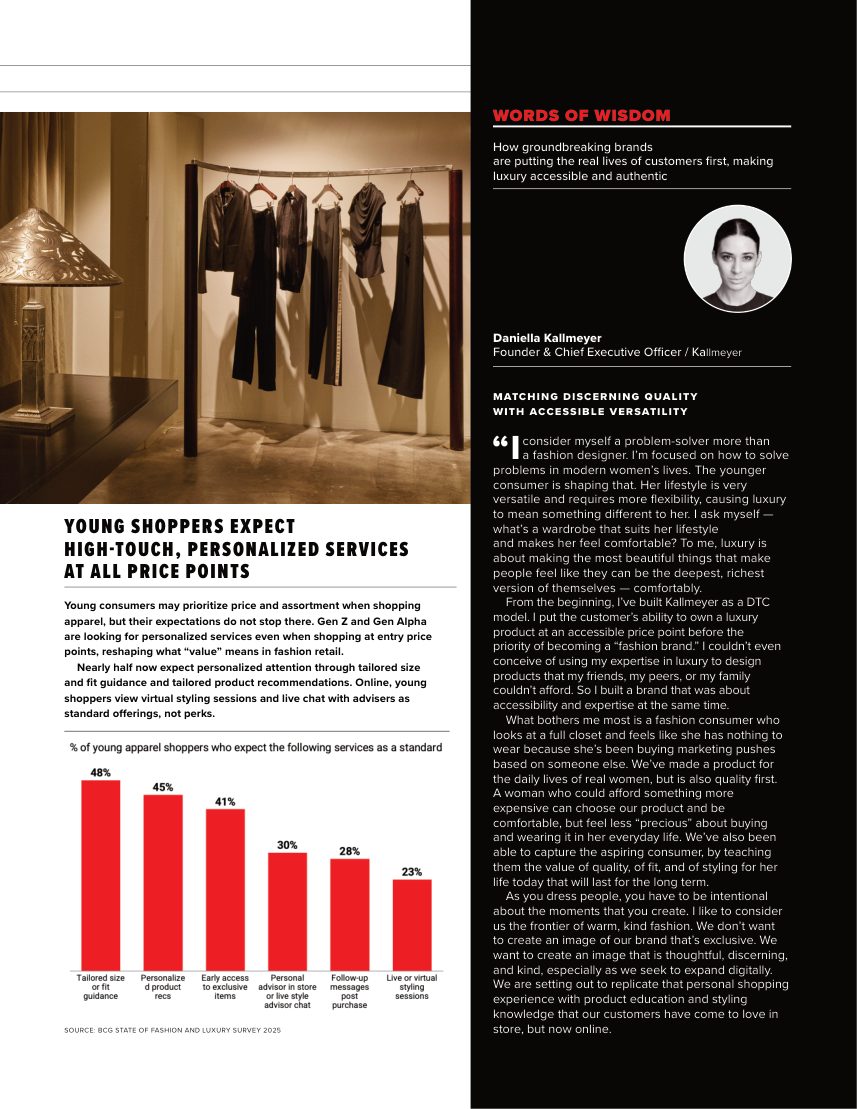 YOUNG SHOPPERS EXPECT
HIGH-TOUCH, PERSONALIZED SERVICES
AT ALL PRICE POINTS
Young consumers may prioritize price and assortment when shopping
apparel, but their expectations do not stop there. Gen Z and Gen Alpha
are looking for personalized services even when shopping at entry price
points, reshaping what “value” means in fashion retail.
Nearly half now expect personalized attention through tailored size
and fit guidance and tailored product recommendations. Online, young
shoppers view virtual styling sessions and live chat with advisers as
standard offerings, not perks.
% of young apparel shoppers who expect the following services as a standard
48%
45%
41%
30%
28%
23%
Tailored size
or fit
guidance
Personalize
d product
recs
Early access
to exclusive
items
Personal
advisor in store
or live style
advisor chat
Follow-up
messages
post
purchase
Live or virtual
styling
sessions
SOURCE: BCG STATE OF FASHION AND LUXURY SURVEY 2025
WORDS OF WISDOM
How groundbreaking brands
are putting the real lives of customers first, making
luxury accessible and authentic
Daniella Kallmeyer
Founder & Chief Executive Officer / Kallmeyer
MATCHING DISCERNING QUALITY
WITH ACCESSIBLE VERSATILITY
“I consider myself a problem-solver more than
a fashion designer. I’m focused on how to solve
problems in modern women’s lives. The younger
consumer is shaping that. Her lifestyle is very
versatile and requires more flexibility, causing luxury
to mean something different to her. I ask myself —
what’s a wardrobe that suits her lifestyle
and makes her feel comfortable? To me, luxury is
about making the most beautiful things that make
people feel like they can be the deepest, richest
version of themselves — comfortably.
From the beginning, I’ve built Kallmeyer as a DTC
model. I put the customer’s ability to own a luxury
product at an accessible price point before the
priority of becoming a “fashion brand.” I couldn’t even
conceive of using my expertise in luxury to design
products that my friends, my peers, or my family
couldn’t afford. So I built a brand that was about
accessibility and expertise at the same time.
What bothers me most is a fashion consumer who
looks at a full closet and feels like she has nothing to
wear because she’s been buying marketing pushes
based on someone else. We’ve made a product for
the daily lives of real women, but is also quality first.
A woman who could afford something more
expensive can choose our product and be
comfortable, but feel less “precious” about buying
and wearing it in her everyday life. We’ve also been
able to capture the aspiring consumer, by teaching
them the value of quality, of fit, and of styling for her
life today that will last for the long term.
As you dress people, you have to be intentional
about the moments that you create. I like to consider
us the frontier of warm, kind fashion. We don’t want
to create an image of our brand that’s exclusive. We
want to create an image that is thoughtful, discerning,
and kind, especially as we seek to expand digitally.
We are setting out to replicate that personal shopping
experience with product education and styling
knowledge that our customers have come to love in
store, but now online.